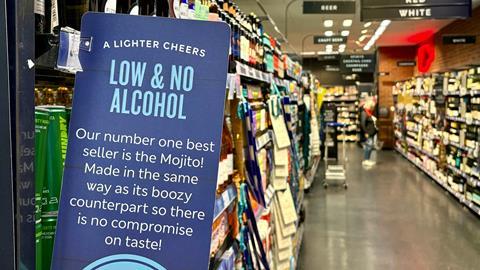 A LIGHTER CHEERS
LOW & NO
ALCOHOL
Our number one best
seller is the Mojito!
Made in the same
way as its boozy
counterpart so there
is no compromise
on taste!
BEER
CRAFT BEER
RED
WHITE